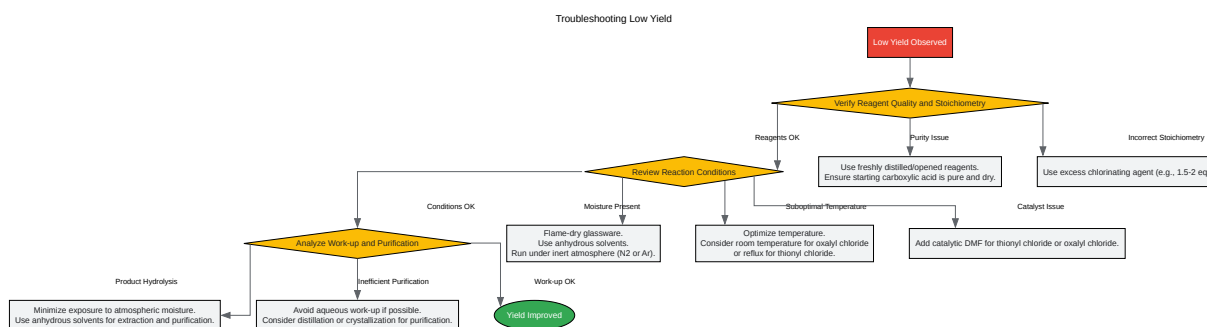 Troubleshooting Low Yield
Low Yield Observed
Verify Reagent Quality and Stoichiometry
Reagents OK
Purity Issue
Incorrect Stoichiometry
Use freshly distilled/opened reagents.
Ensure starting carboxylic acid is pure and dry.
Use excess chlorinating agent (e.g., 1.5-2 eq
Review Reaction Conditions
Conditions OK
Moisture Present
Suboptimal Temperature
Catalyst Issue
Flame-dry glassware.
Use anhydrous solvents.
Run under inert atmosphere (N2 or Ar).
Optimize temperature.
Consider room temperature for oxalyl chloride
or reflux for thionyl chloride.
Add catalytic DMF for thionyl chloride or oxalyl chloride.
Analyze Work-up and Purification
Product Hydrolysis
Inefficient Purification
Work-up OK
Minimize exposure to atmospheric moisture.
Use anhydrous solvents for extraction and purification.
Avoid aqueous work-up if possible.
Consider distillation or crystallization for purification.
Yield Improved